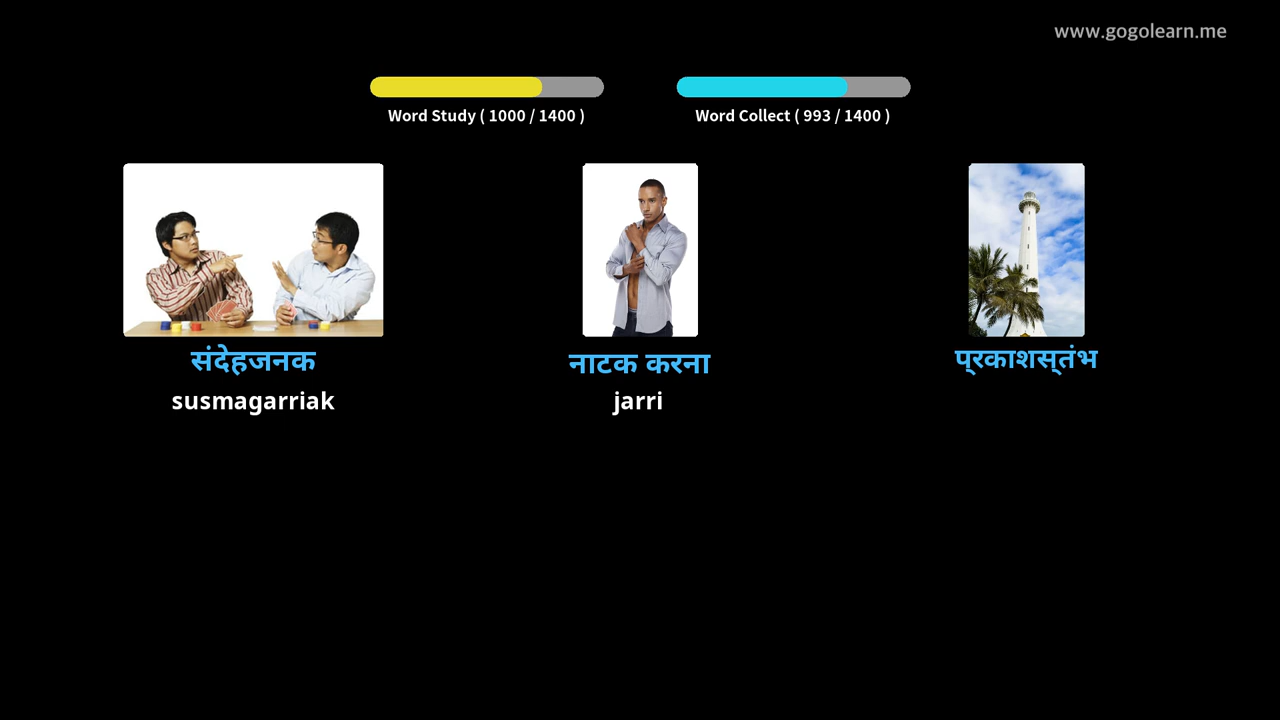 www.gogolearn.me
Word Study ( 1000 / 1400 )
Word Collect ( 993 / 1400 )
संदेहजनक
नाटक करना
प्रकाशस्तंभ
susmagarriak
jarri